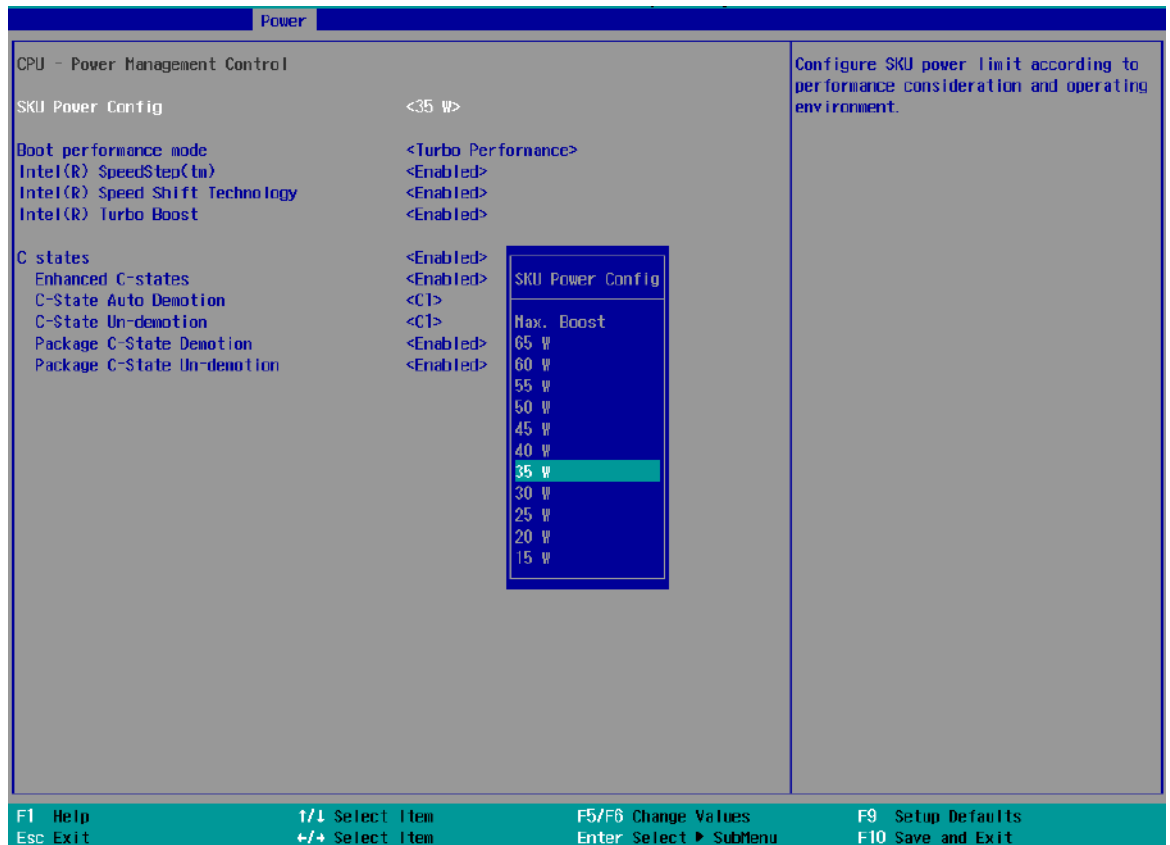 Power
CPU - Power Management Control
SKU Power Config <35 W>
Boot performance mode <Turbo Performance>
Intel(R) SpeedStep(tm) <Enabled>
Intel(R) Speed Shift Technology <Enabled>
Intel(R) Turbo Boost <Enabled>
C states <Enabled>
Enhanced C-states <Enabled>
C-State Auto Demotion <C1>
C-State Un-demotion <C1>
Package C-State Demotion <Enabled>
Package C-State Un-demotion <Enabled>
SKU Power Config
Max. Boost
65 W
60 W
55 W
50 W
45 W
40 W
35 W
30 W
25 W
20 W
15 W
Configure SKU power limit according to
performance consideration and operating
environment.
F1 Help ↑/↓ Select Item F5/F6 Change Values F9 Setup Defaults
Esc Exit ←/→ Select Item Enter Select ▶ SubMenu F10 Save and Exit